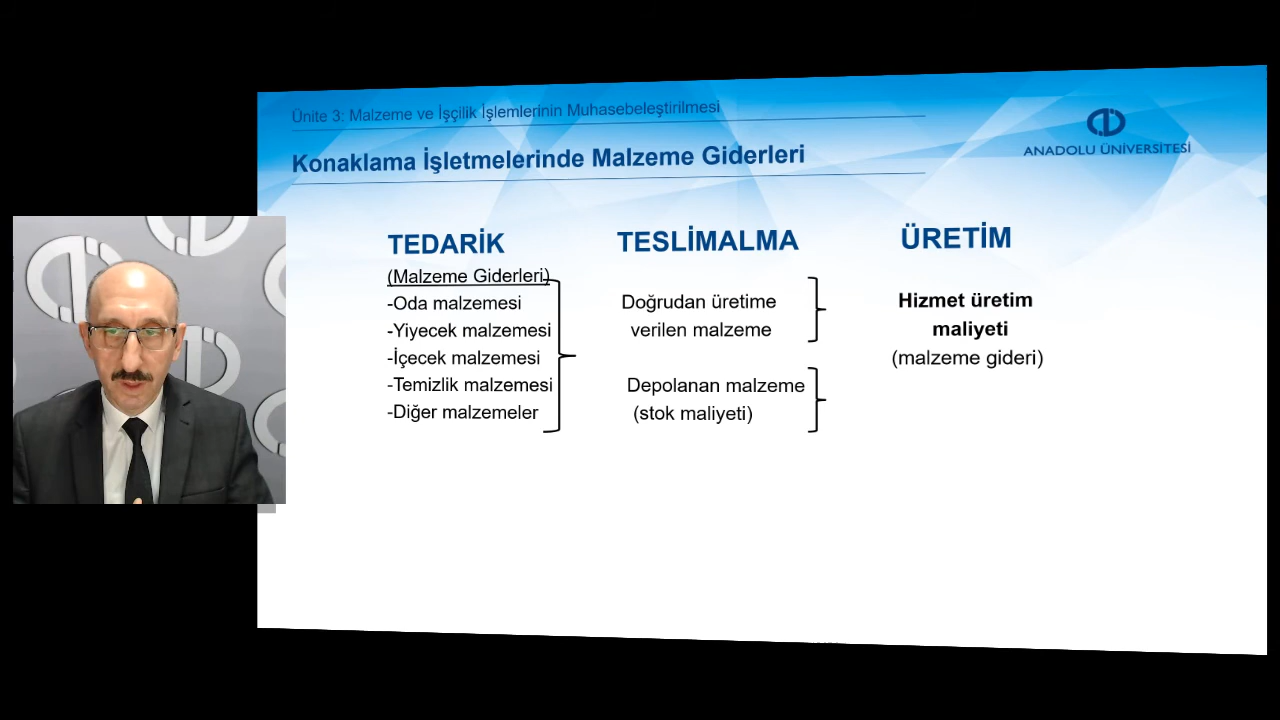 Ünite 3: Malzeme ve İşçilik İşlemlerinin Muhasebeleştirilmesi
Konaklama İşletmelerinde Malzeme Giderleri
ANADOLU ÜNİVERSİTESİ
TEDARİK
(Malzeme Giderleri)
-Oda malzemesi
-Yiyecek malzemesi
-İçecek malzemesi
-Temizlik malzemesi
-Diğer malzemeler
TESLİMALMA
Doğrudan üretime
verilen malzeme
Depolanan malzeme
(stok maliyeti)
ÜRETİM
Hizmet üretim
maliyeti
(malzeme gideri)